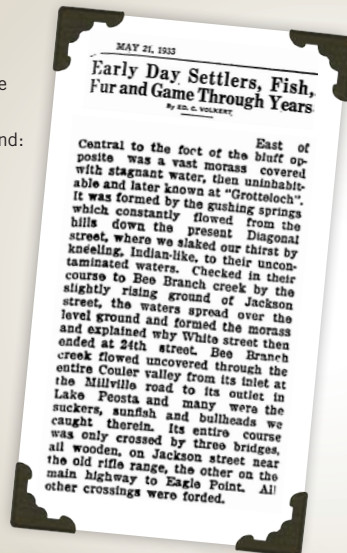 e
nd:
MAY 21, 1933
Early Day Settlers, Fish,
Fur and Game Through Years
By ED. C. VOLKERT
East of
Central to the foot of the bluff op-
posite was a vast morass covered
with stagnant water, then uninhabit-
able and later known at "Grotteloch".
It was formed by the gushing springs
which constantly flowed from the
hills down the present Diagonal
street, where we slaked our thirst by
kneeling, Indian-like, to their uncon-
taminated waters. Checked in their
course to Bee Branch creek by the
slightly rising ground of Jackson
street, the waters spread over the
level ground and formed the morass
and explained why White street then
ended at 24th street. Bee Branch
creek flowed uncovered through the
entire Couler valley from its inlet at
the Millville road to its outlet in
Lake Peosta and many were the
suckers, sunfish and bullheads we
caught therein. Its entire course
was only crossed by three bridges,
all wooden, on Jackson street near
the old rifle range, the other on the
main highway to Eagle Point. All
other crossings were forded.